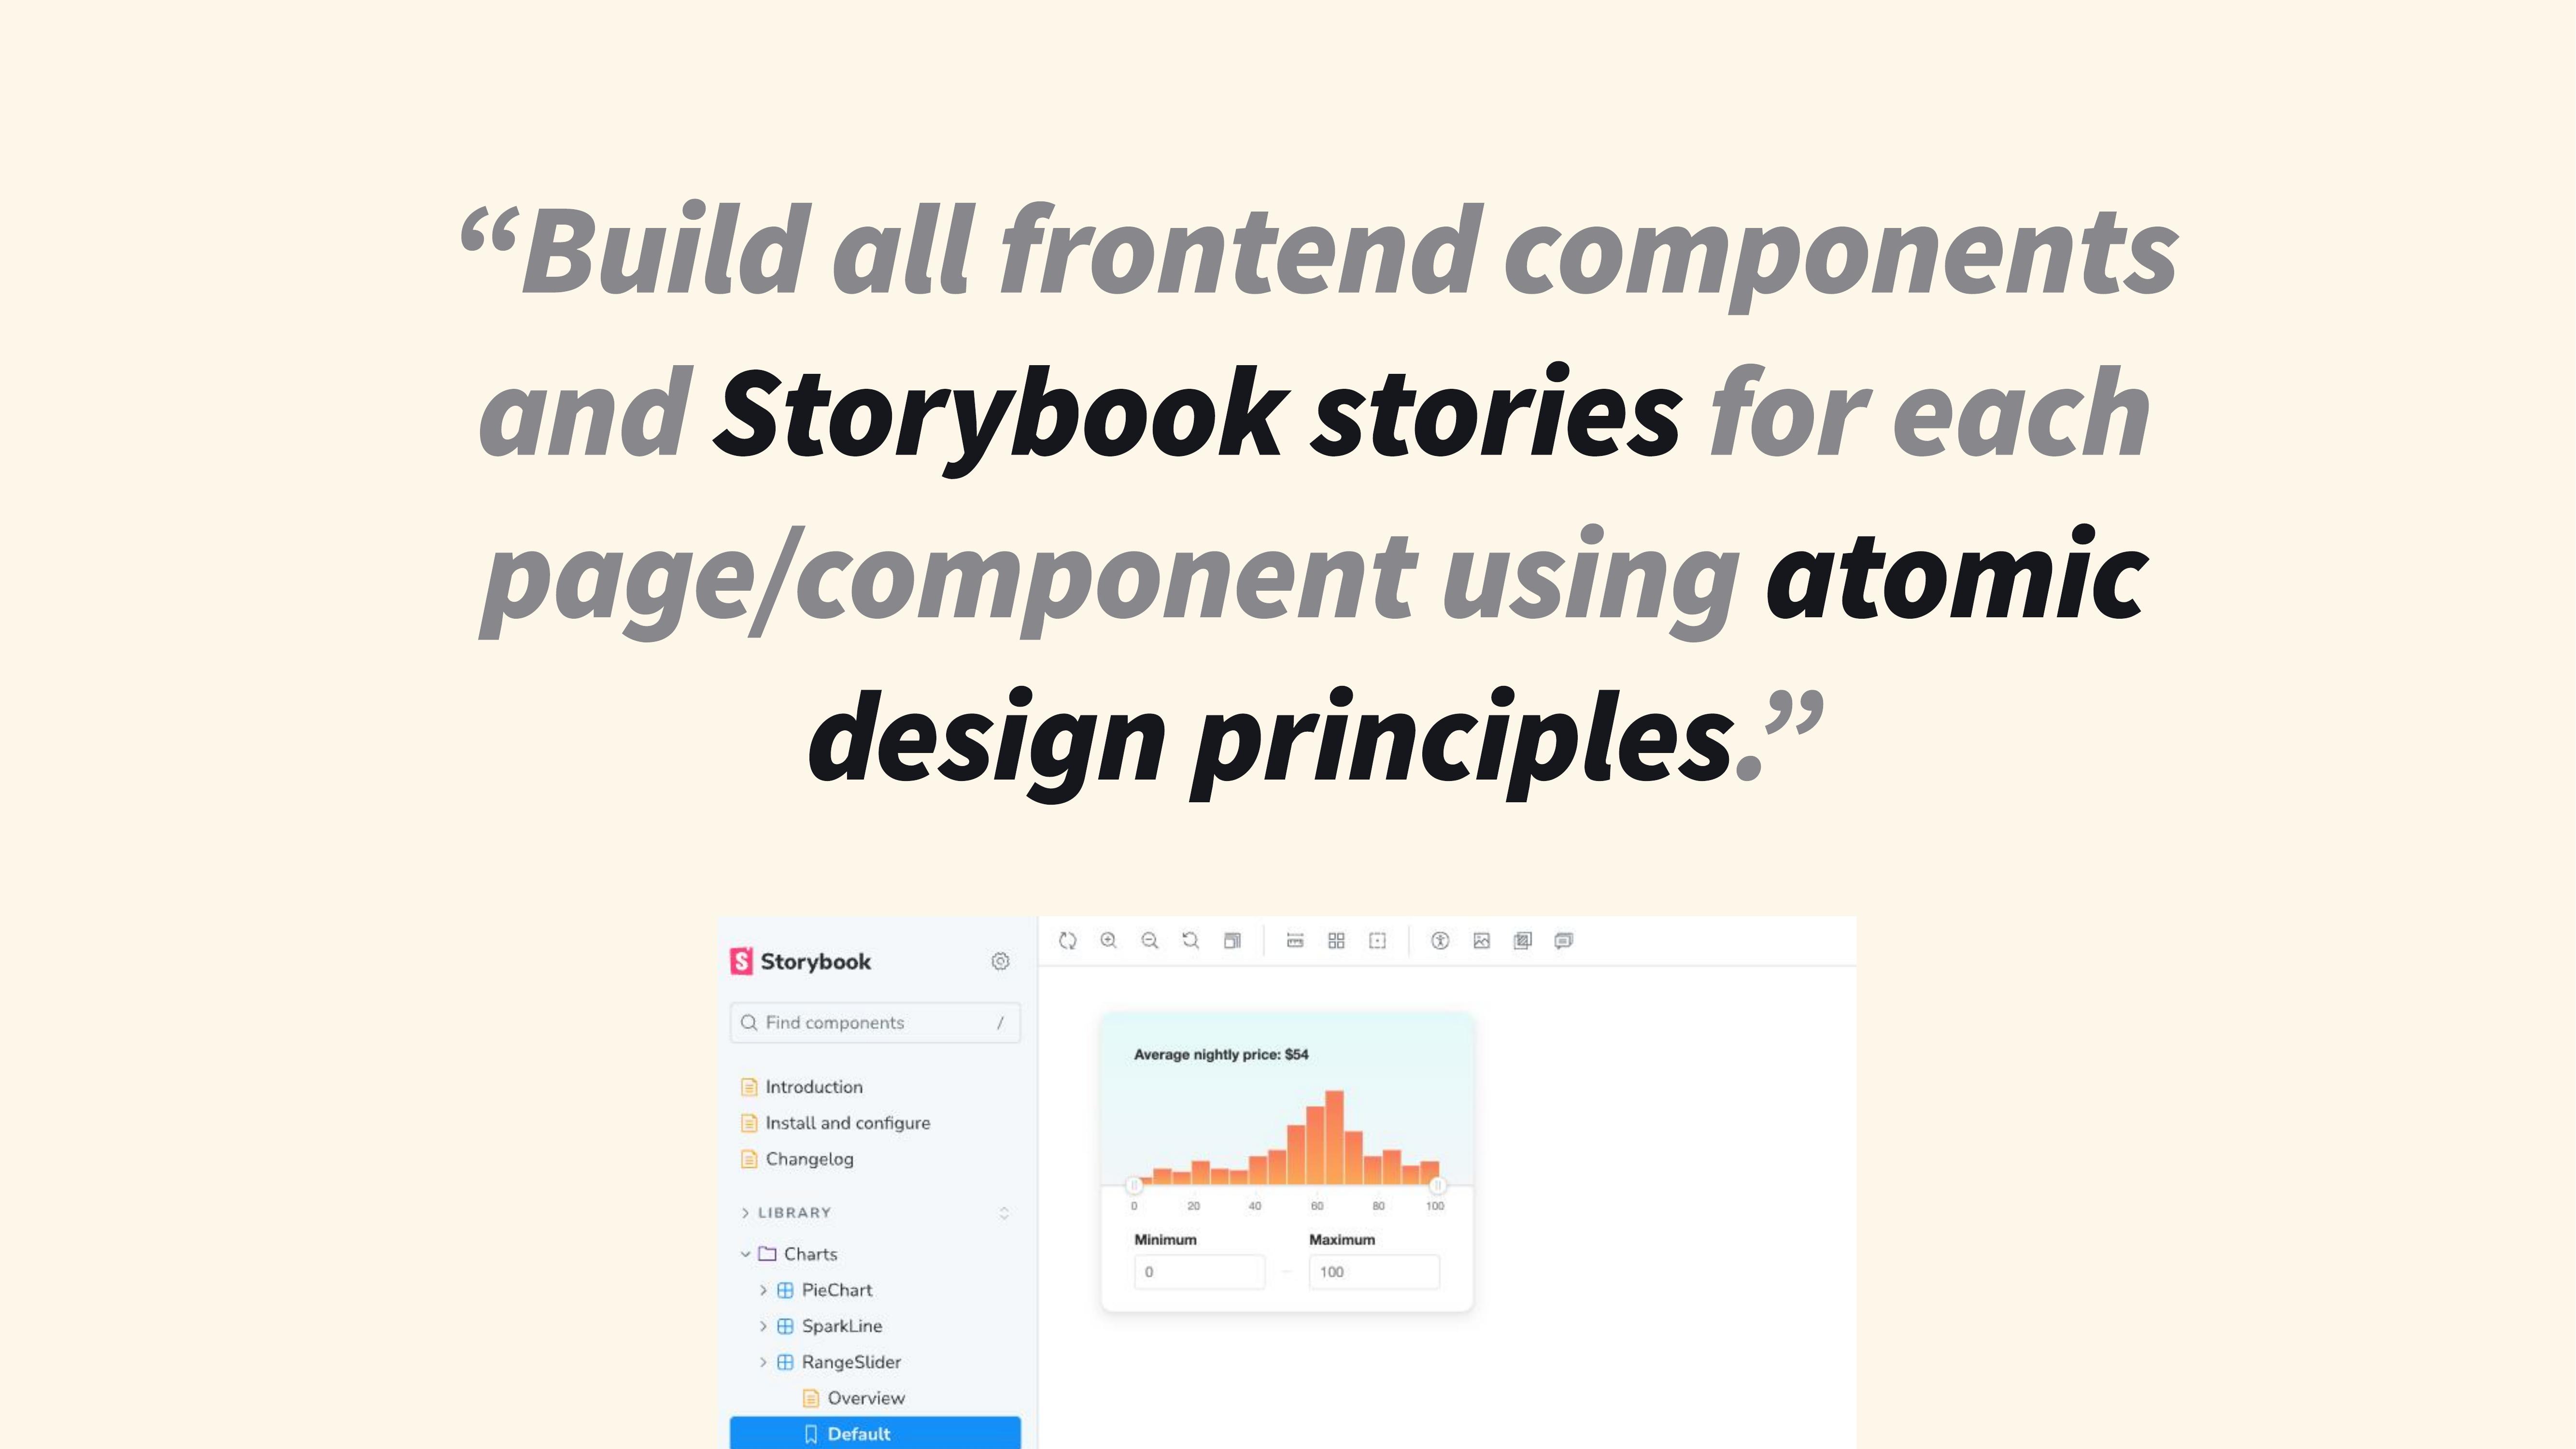 “Build all frontend components
and Storybook stories for each
page/component using atomic
design principles.”
Storybook
Find components /
Introduction
Install and configure
Changelog
LIBRARY
Charts
PieChart
SparkLine
RangeSlider
Overview
Default
Average nightly price: $54
0 20 40 60 80 100
Minimum Maximum
0 – 100